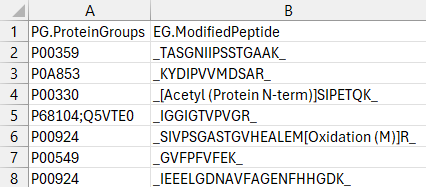 A B
1 PG.ProteinGroups EG.ModifiedPeptide
2 P00359 _TASGNIIPSSTGAAK_
3 P0A853 _KYDIPVVMDSAR_
4 P00330 _[Acetyl (Protein N-term)]SIPETQK_
5 P68104;Q5VTE0 _IGGIGTVPVGR_
6 P00924 _SIVPSGASTGVHEALEM[Oxidation (M)]R_
7 P00549 _GVFPFVFEK_
8 P00924 _IEEELGDNAVFAGENFHHGDK_